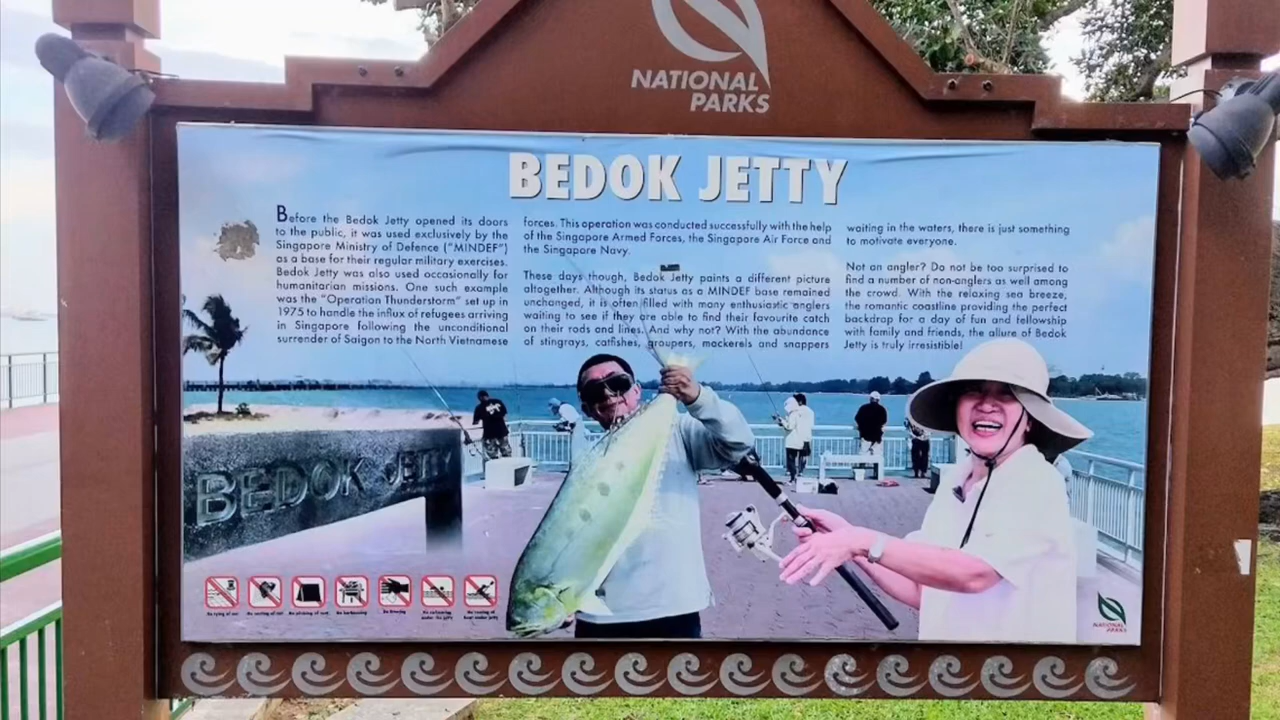 NATIONAL
PARKS
BEDOK JETTY
Before the Bedok Jetty opened its doors
to the public, it was used exclusively by the
Singapore Ministry of Defence ("MINDEF")
as a base for their regular military exercises.
Bedok Jetty was also used occasionally for
humanitarian missions. One such example
was the "Operation Thunderstorm" set up in
1975 to handle the influx of refugees arriving
in Singapore following the unconditional
surrender of Saigon to the North Vietnamese
forces. This operation was conducted successfully with the help
of the Singapore Armed Forces, the Singapore Air Force and
the Singapore Navy.
These days though, Bedok Jetty paints a different picture
altogether. Although its status as a MINDEF base remained
unchanged, it is often filled with many enthusiastic anglers
waiting to see if they are able to find their favourite catch
on their rods and lines. And why not? With the abundance
of stingrays, catfishes, groupers, mackerels and snappers
waiting in the waters, there is just something
to motivate everyone.
Not an angler? Do not be too surprised to
find a number of non-anglers as well among
the crowd. With the relaxing sea breeze,
the romantic coastline providing the perfect
backdrop for a day of fun and fellowship
with family and friends, the allure of Bedok
Jetty is truly irresistible!
BEDOK JETTY
NATIONAL
PARKS